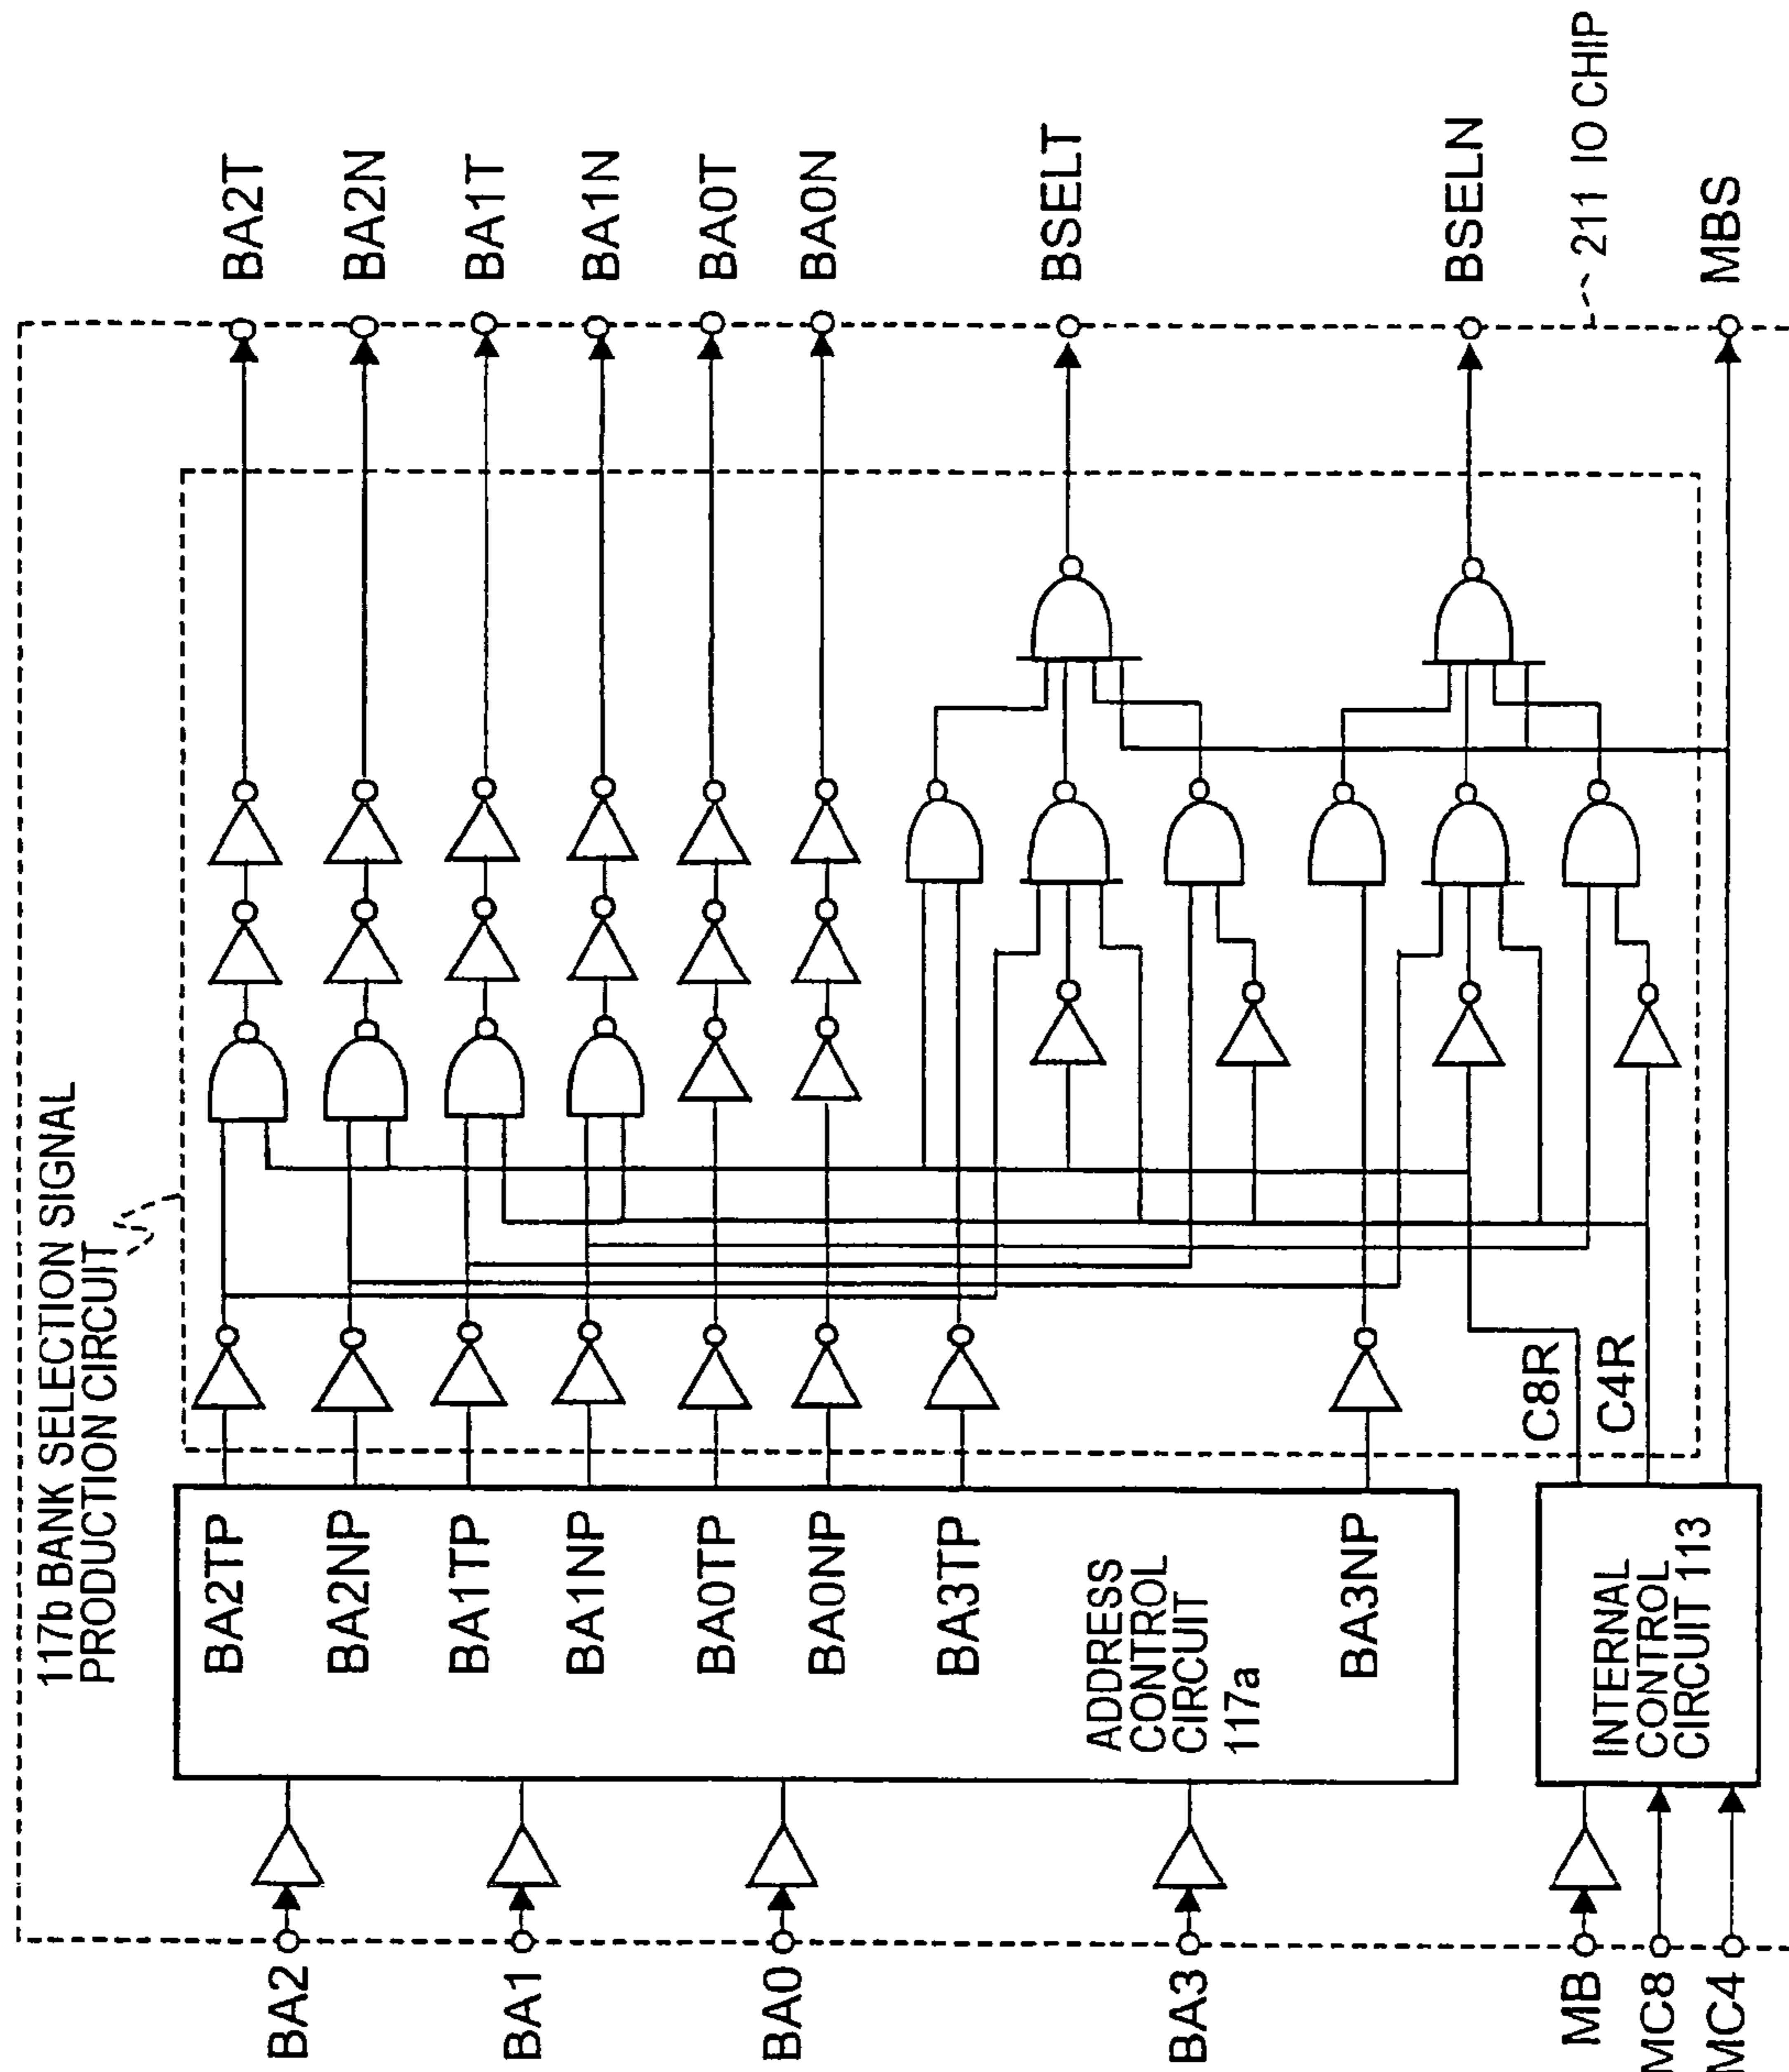 117b BANK SELECTION SIGNAL
PRODUCTION CIRCUIT
BA2
BA1
BA0
BA3
MB
MC8
MC4
BA2TP
BA2NP
BA1TP
BA1NP
BA0TP
BA0NP
BA3TP
BA3NP
ADDRESS
CONTROL
CIRCUIT
117a
INTERNAL
CONTROL
CIRCUIT 113
C8R
C4R
BA2T
BA2N
BA1T
BA1N
BA0T
BA0N
BSELT
BSELN
211 IO CHIP
MBS